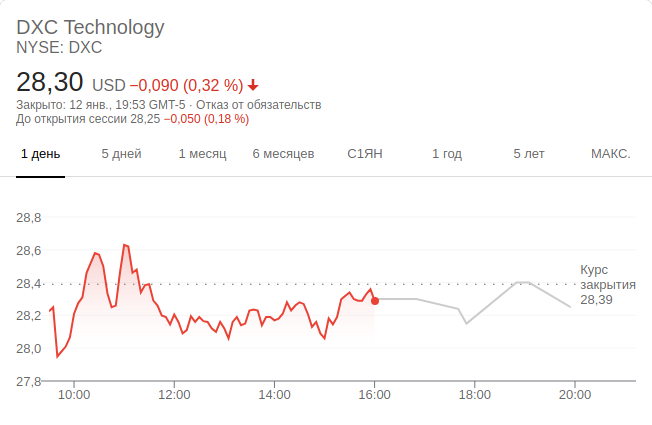 DXC Technology
NYSE: DXC
28,30 USD −0,090 (0,32 %)
Закрыто: 12 янв., 19:53 GMT-5 · Отказ от обязательств
До открытия сессии 28,25 −0,050 (0,18 %)
1 день 5 дней 1 месяц 6 месяцев С1ЯН 1 год 5 лет МАКС.
28,8
28,6
28,4
28,2
28,0
27,8
Курс
закрытия
28,39
10:00 12:00 14:00 16:00 18:00 20:00